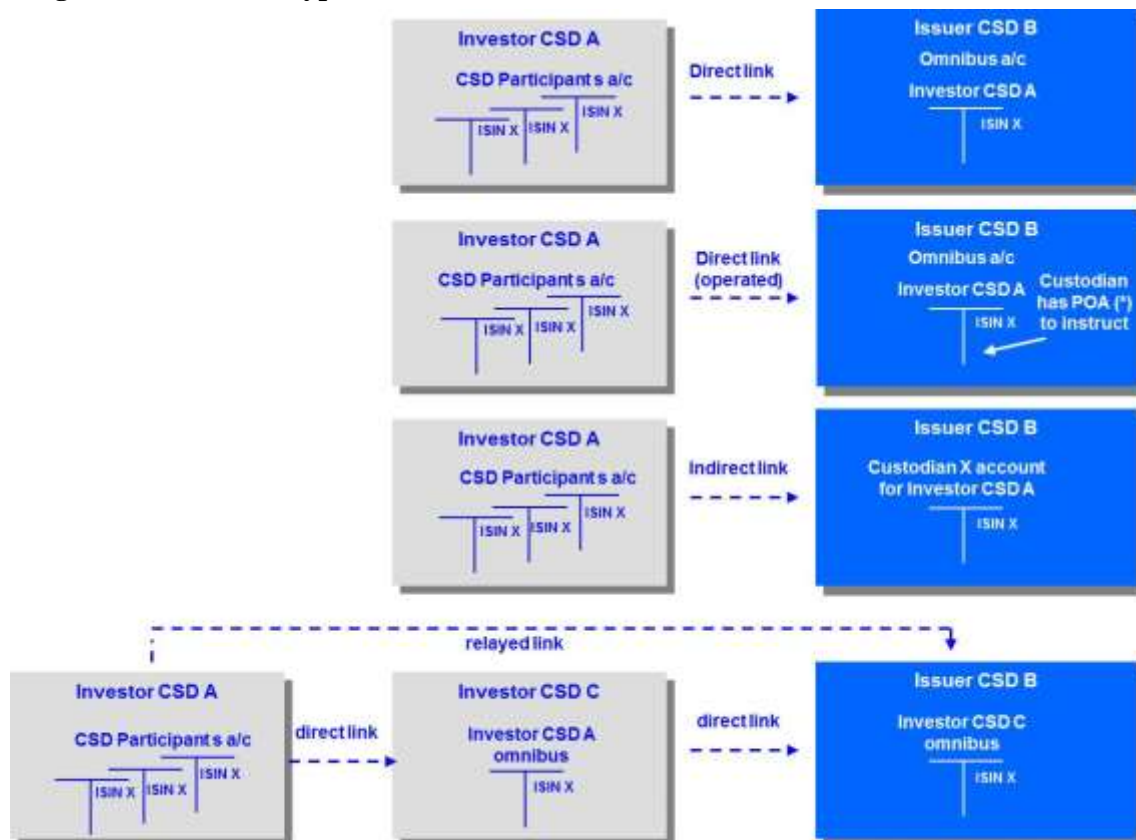 Investor CSD A
CSD Participants a/c
ISIN X
ISIN X
ISIN X
Direct link
Issuer CSD B
Omnibus a/c
Investor CSD A
ISIN X
Investor CSD A
CSD Participants a/c
ISIN X
ISIN X
ISIN X
Direct link
(operated)
Issuer CSD B
Omnibus a/c
Investor CSD A
ISIN X
Custodian
has POA (*)
to instruct
Investor CSD A
CSD Participants a/c
ISIN X
ISIN X
ISIN X
Indirect link
Issuer CSD B
Custodian X account
for Investor CSD A
ISIN X
relayed link
Investor CSD A
CSD Participants a/c
ISIN X
ISIN X
ISIN X
direct link
Investor CSD C
Investor CSD A
omnibus
ISIN X
direct link
Issuer CSD B
Investor CSD C
omnibus
ISIN X